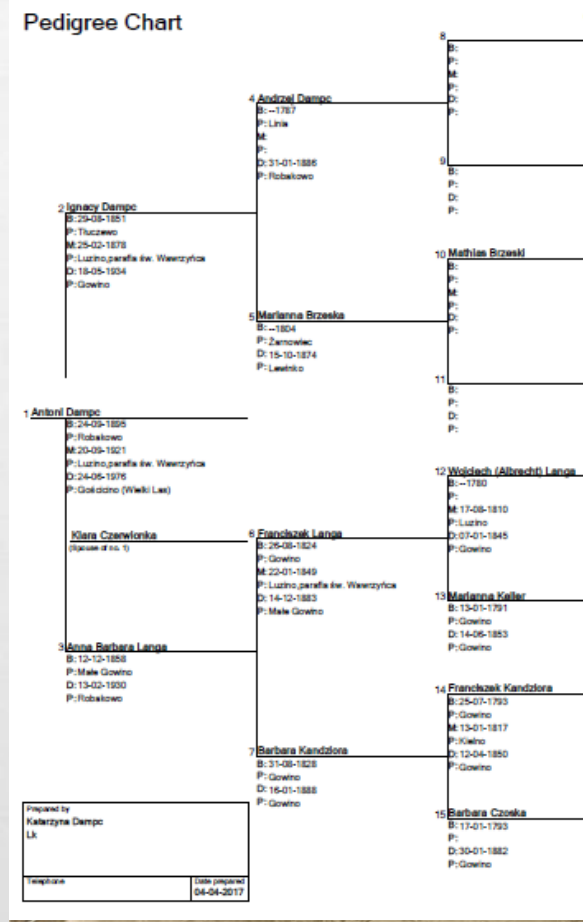 Pedigree Chart
8
B:
P:
M:
P:
D:
P:
4 Andrzej Dampc
B: --1787
P: Linia
M:
P:
D: 31-01-1886
P: Robakowo
9
B:
P:
D:
P:
2 Ignacy Dampc
B: 29-08-1851
P: Tłuczewo
M: 25-02-1878
P: Luzino,parafia św. Wawrzyńca
D: 18-05-1934
P: Gowino
10 Mathias Brzeski
B:
P:
M:
P:
D:
P:
5 Marianna Brzeska
B: --1804
P: Żarnowiec
D: 15-10-1874
P: Lewinko
11
B:
P:
D:
P:
1 Antoni Dampc
B: 24-09-1895
P: Robakowo
M: 20-09-1921
P: Luzino,parafia św. Wawrzyńca
D: 24-06-1976
P: Gościcino (Wielki Las)
Klara Czerwionka
(Spouse of no. 1)
12 Wojciech (Albrecht) Langa
B: --1780
P:
M: 17-08-1810
P: Luzino
D: 07-01-1845
P: Gowino
6 Franciszek Langa
B: 26-08-1824
P: Gowino
M: 22-01-1849
P: Luzino,parafia św. Wawrzyńca
D: 14-12-1883
P: Małe Gowino
13 Marianna Keller
B: 13-01-1791
P: Gowino
D: 14-06-1853
P: Gowino
3 Anna Barbara Langa
B: 12-12-1858
P: Małe Gowino
D: 13-02-1930
P: Robakowo
14 Franciszek Kandziora
B: 25-07-1793
P: Gowino
M: 13-01-1817
P: Kielno
D: 12-04-1850
P: Gowino
7 Barbara Kandziora
B: 31-08-1828
P: Gowino
D: 16-01-1888
P: Gowino
15 Barbara Czoska
B: 17-01-1793
P:
D: 30-01-1882
P: Gowino
Prepared by
Katarzyna Dampc
Lk
Telephone
Date prepared
04-04-2017